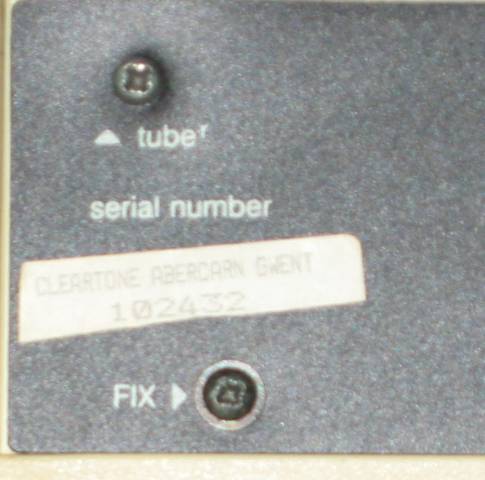 ▲ tube
serial number
CLEARTONE ABERCARN GWENT
102432
FIX ▶